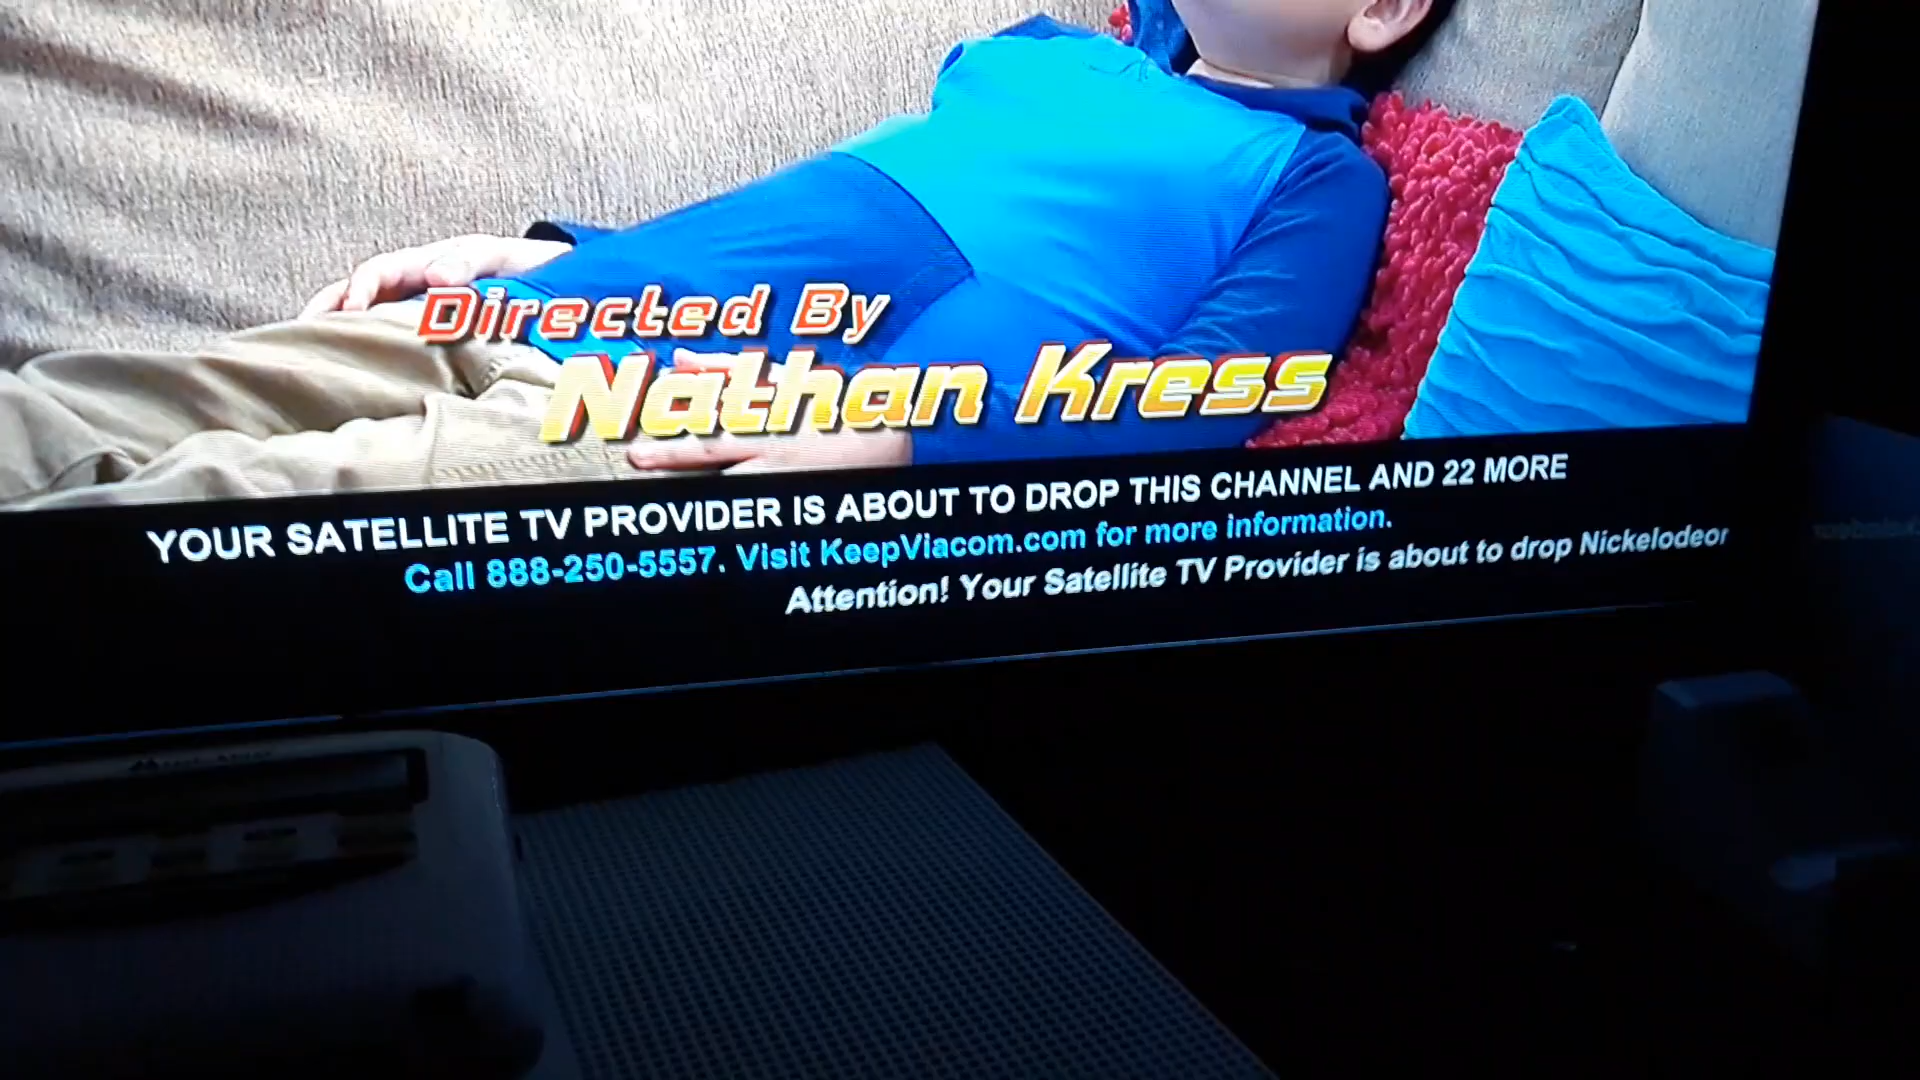 Directed By
Nathan Kress
YOUR SATELLITE TV PROVIDER IS ABOUT TO DROP THIS CHANNEL AND 22 MORE
Call 888-250-5557. Visit KeepViacom.com for more information.
Attention! Your Satellite TV Provider is about to drop Nickelodeon